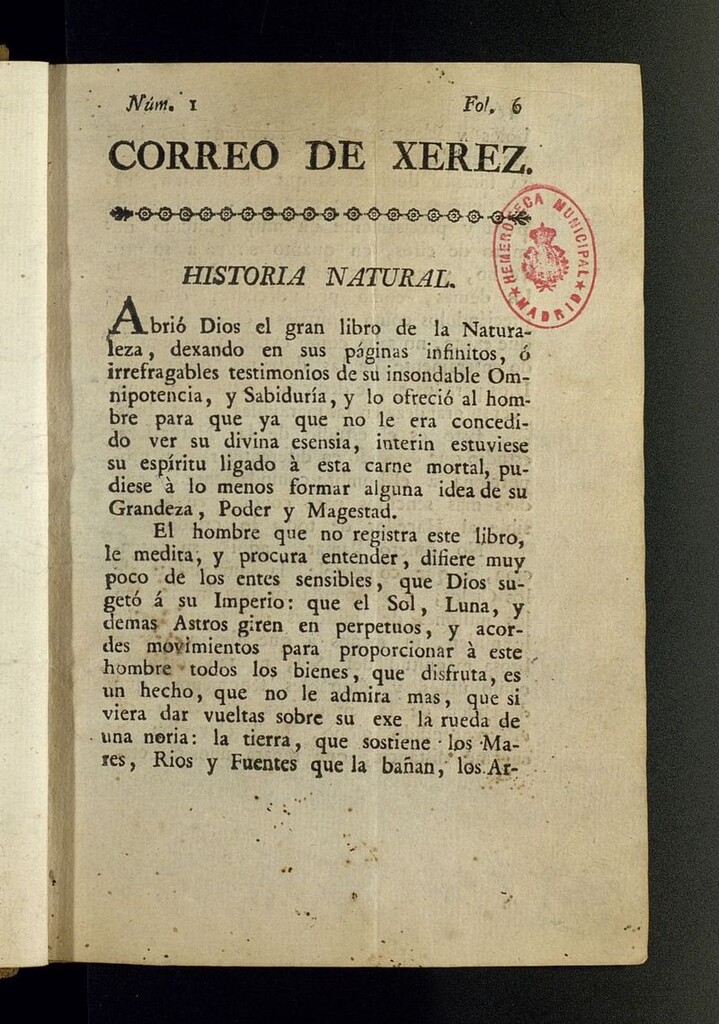 Núm. 1 Fol. 6
CORREO DE XEREZ.
HEMEROTECA MUNICIPAL
★ MADRID ★
HISTORIA NATURAL.
Abrió Dios el gran libro de la Natura-
leza, dexando en sus páginas infinitos, ó
irrefragables testimonios de su insondable Om-
nipotencia, y Sabiduría, y lo ofreció al hom-
bre para que ya que no le era concedi-
do ver su divina esensia, interin estuviese
su espíritu ligado à esta carne mortal, pu-
diese à lo menos formar alguna idea de su
Grandeza, Poder y Magestad.
El hombre que no registra este libro,
le medita, y procura entender, difiere muy
poco de los entes sensibles, que Dios su-
getó á su Imperio: que el Sol, Luna, y
demas Astros giren en perpetuos, y acor-
des movimientos para proporcionar à este
hombre todos los bienes, que disfruta, es
un hecho, que no le admira mas, que si
viera dar vueltas sobre su exe la rueda de
una noria: la tierra, que sostiene los Ma-
res, Rios y Fuentes que la bañan, los Ar-